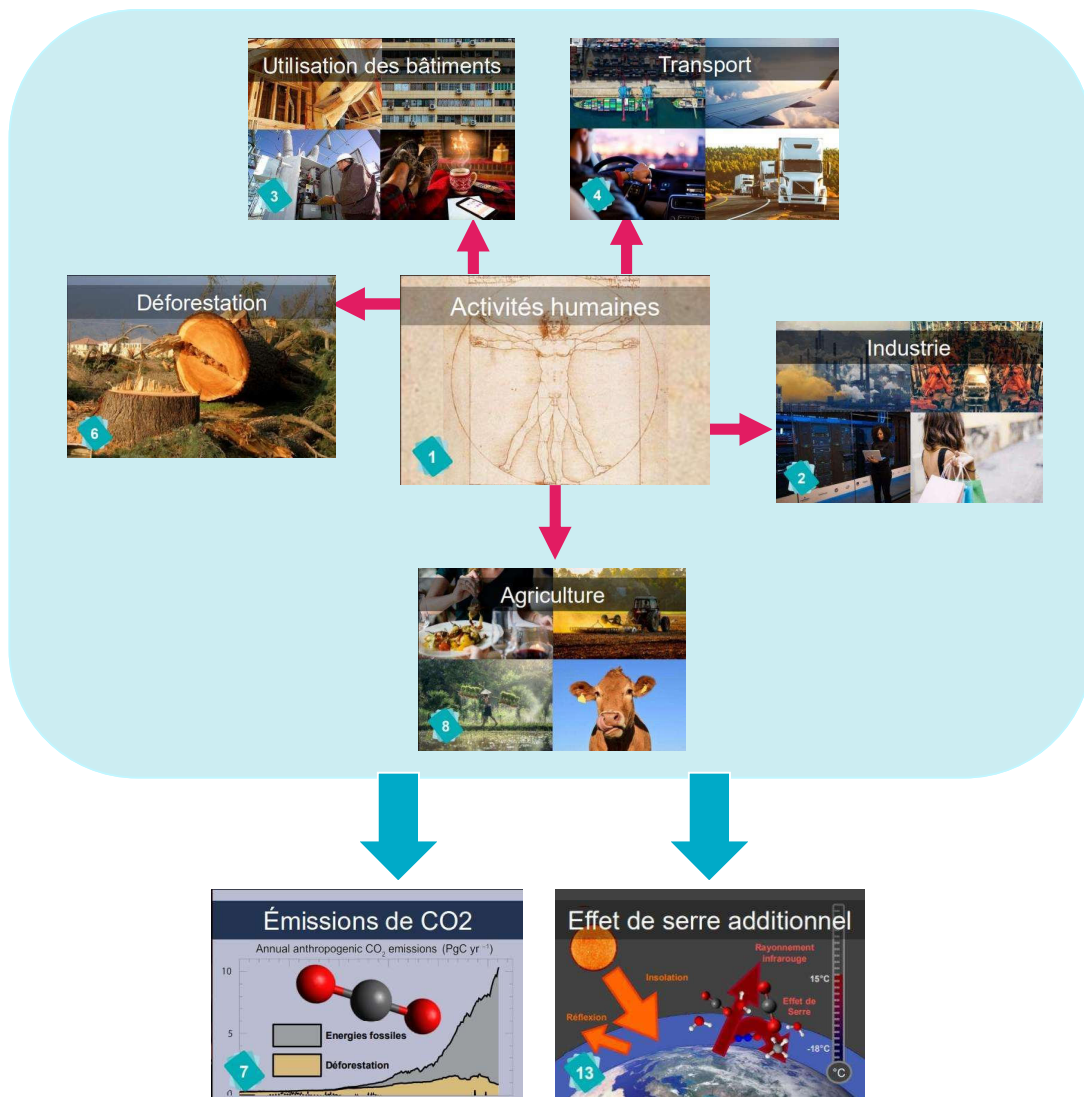 Utilisation des bâtiments
3
Transport
4
Déforestation
6
Activités humaines
1
Industrie
2
Agriculture
8
Émissions de CO2
Annual anthropogenic CO2 emissions (PgC yr⁻¹)
10
5
0
Energies fossiles
Déforestation
7
Effet de serre additionnel
Rayonnement
Infrarouge
Insolation
15°C
Effet de
Serre
Réflexion
-18°C
°C
13